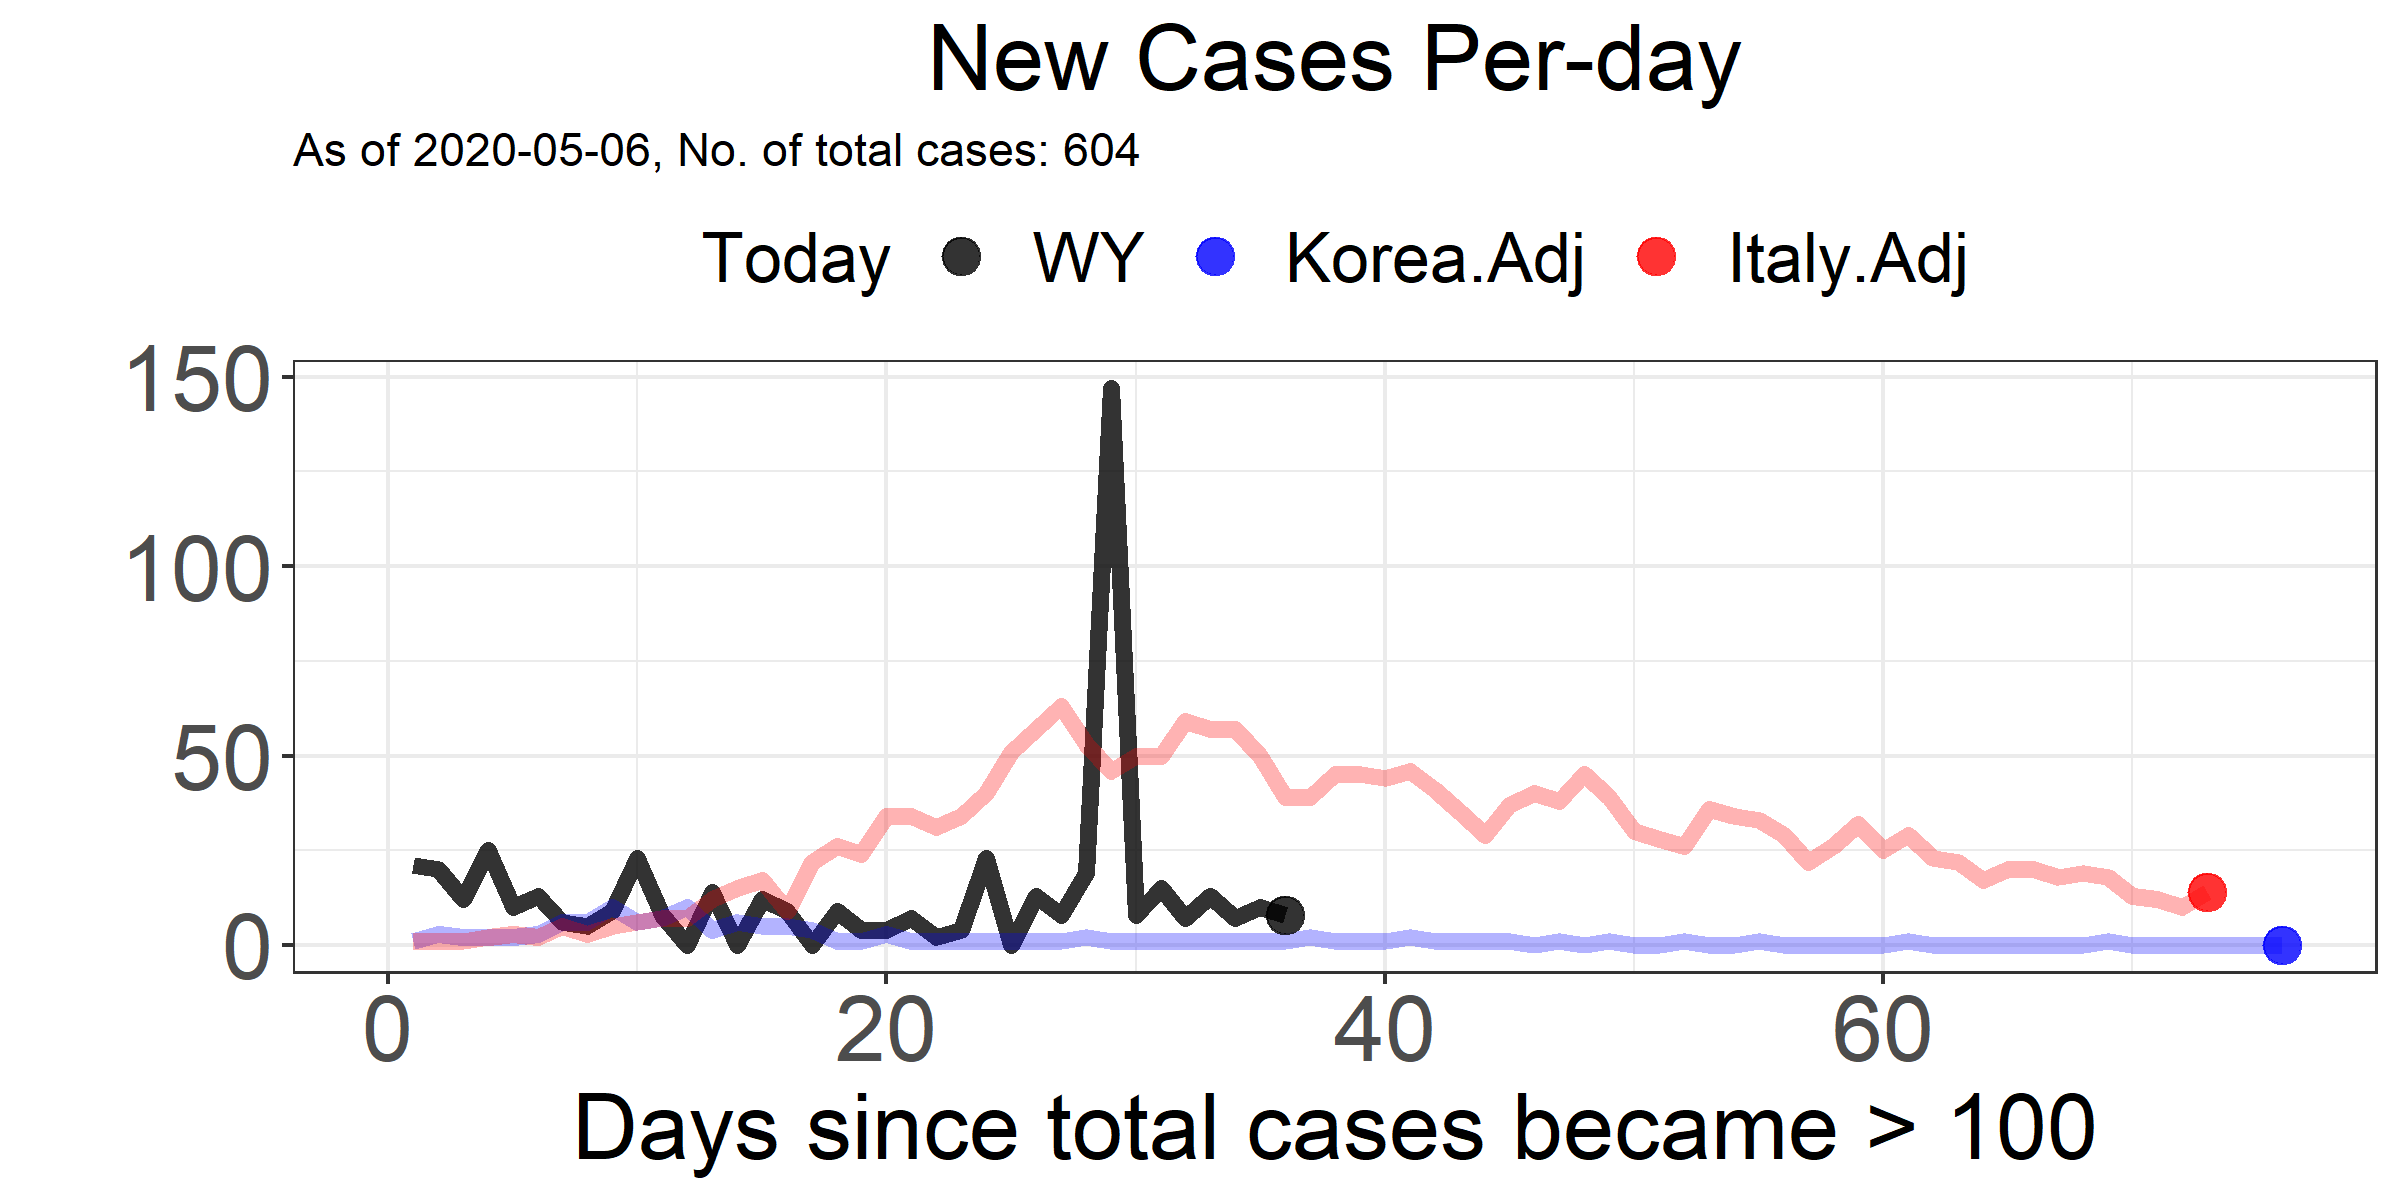 New Cases Per-day
As of 2020-05-06, No. of total cases: 604
Today WY Korea.Adj Italy.Adj
150
100
50
0
0 20 40 60
Days since total cases became > 100